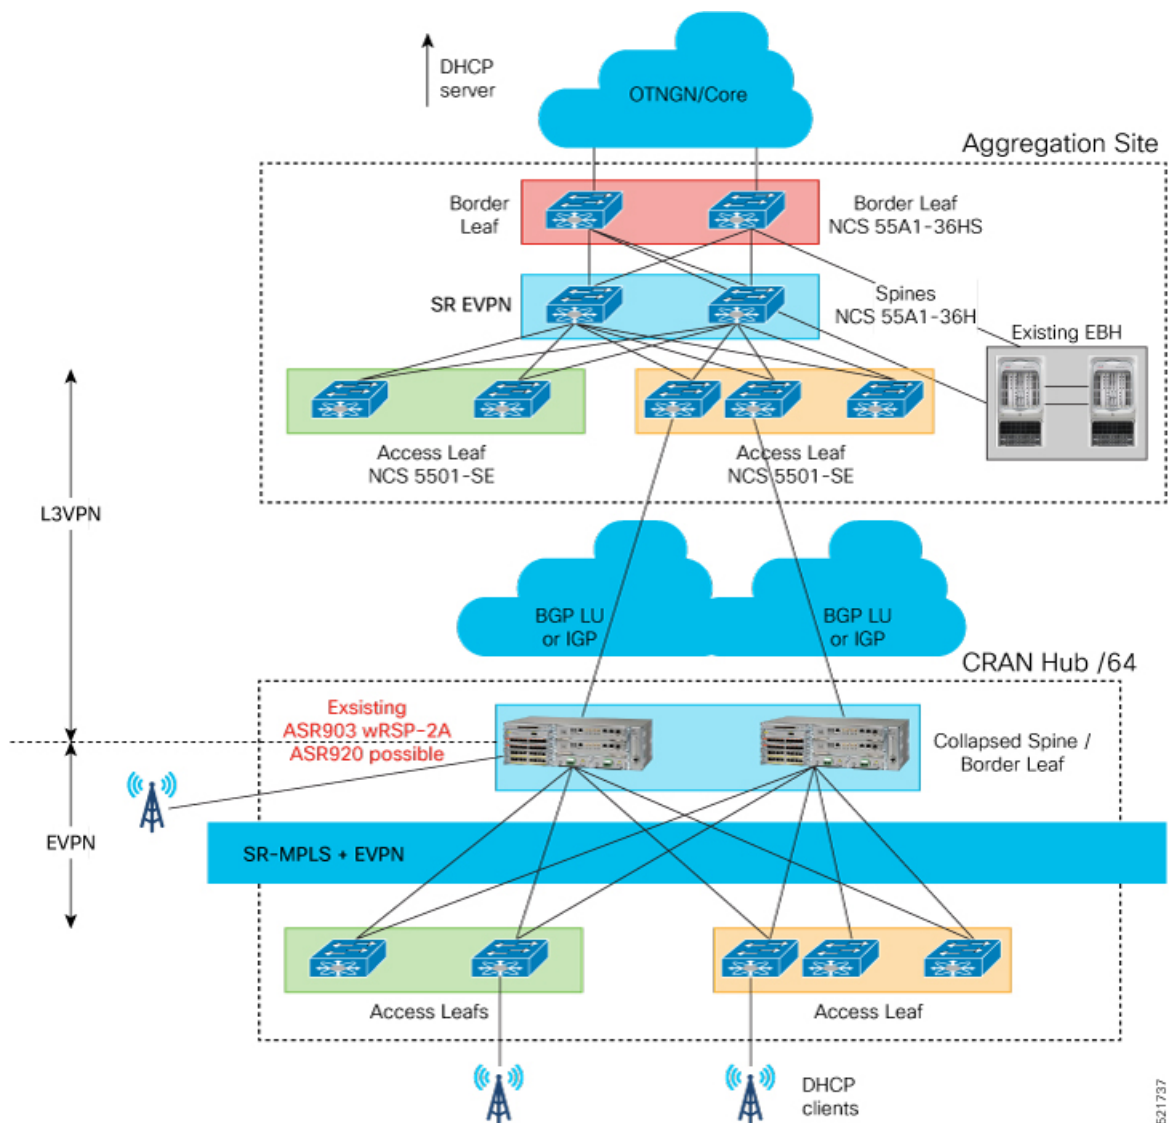 DHCP
server
OTNGN/Core
Aggregation Site
Border
Leaf
Border Leaf
NCS 55A1-36HS
SR EVPN
Spines
NCS 55A1-36H
Existing EBH
Access Leaf
NCS 5501-SE
Access Leaf
NCS 5501-SE
L3VPN
BGP LU
or IGP
BGP LU
or IGP
CRAN Hub /64
Exsisting
ASR903 wRSP-2A
ASR920 possible
Collapsed Spine /
Border Leaf
EVPN
SR-MPLS + EVPN
Access Leafs
Access Leaf
DHCP
clients
521737